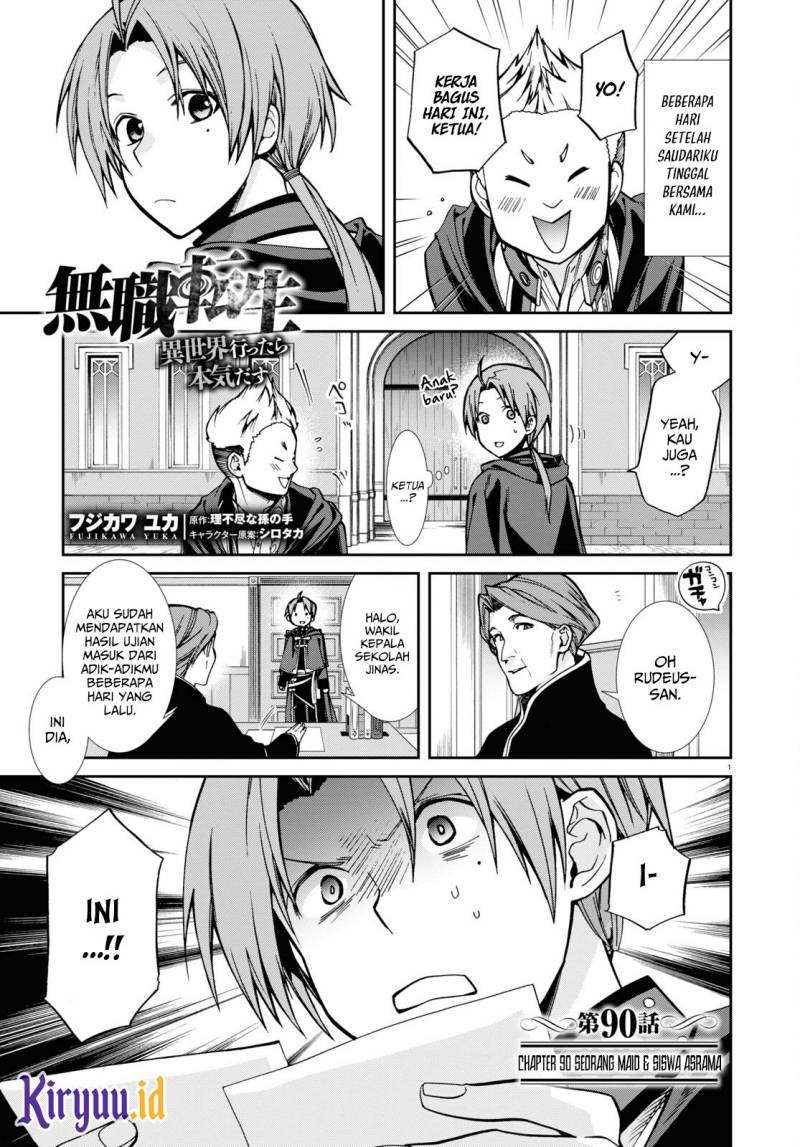 BEBERAPA
HARI
SETELAH
SAUDARIKU
TINGGAL
BERSAMA
KAMI...
YO!
KERJA
BAGUS
HARI INI,
KETUA!
無職転生
異世界行ったら
本気だす
Y-
YEAH,
KAU
JUGA
...?
Anak
baru?
KETUA
...?
ペコ
フジカワ ユカ
FUJIKAWA YUKA
原作:理不尽な孫の手
キャラクター原案:シロタカ
コンコン
ガチャ
OH
RUDEUS-
SAN.
HALO,
WAKIL
KEPALA
SEKOLAH
JINAS.
AKU SUDAH
MENDAPATKAN
HASIL UJIAN
MASUK DARI
ADIK-ADIKMU
BEBERAPA
HARI YANG
LALU.
INI
DIA,
1
I-
INI
...!!
第90話
CHAPTER 90 SEORANG MAID & SISWA ASRAMA
Kiryuu.id